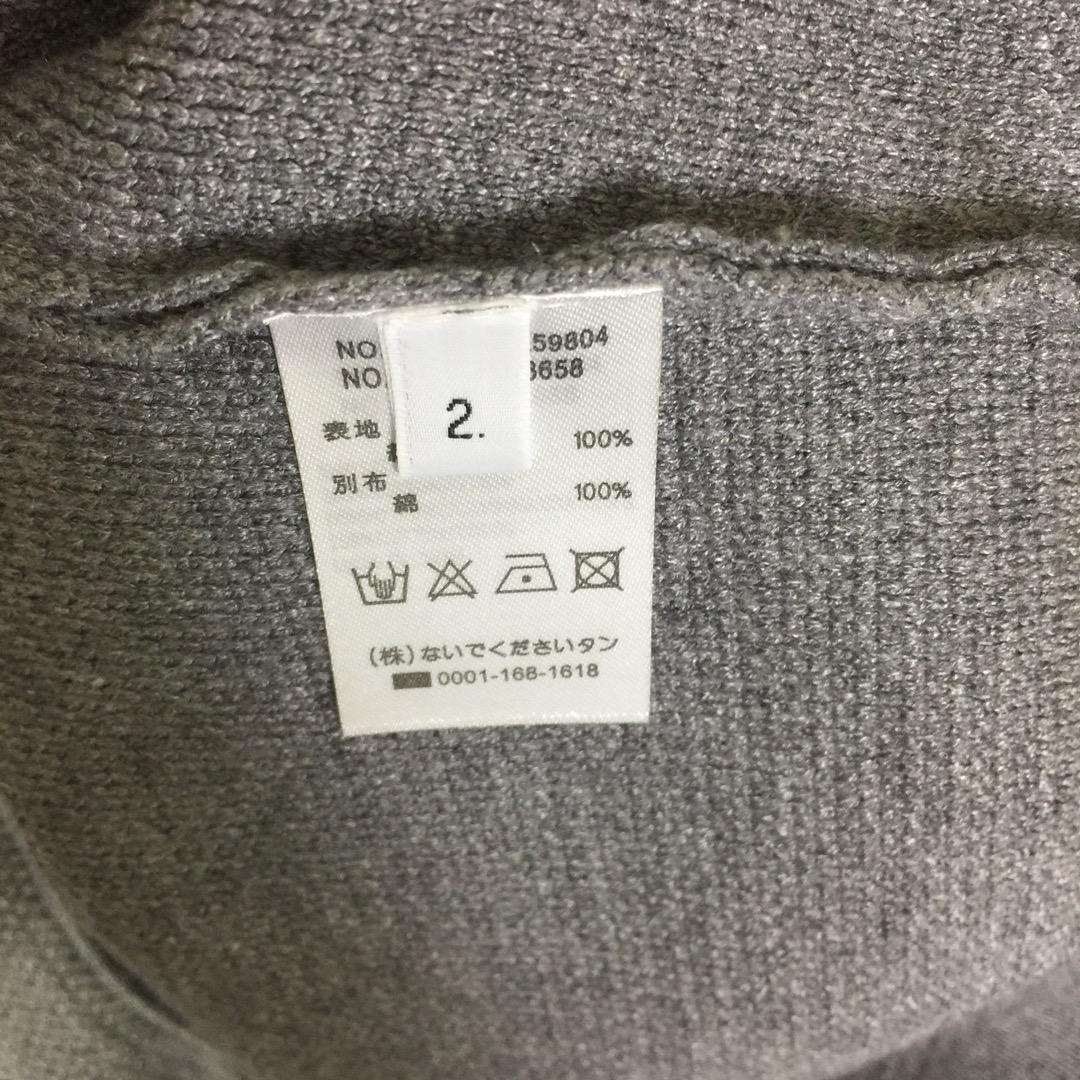 NO. 59804
NO. 3658
2.
表地
100%
別布
綿 100%
(株)ないでくださいタン
0001-168-1618